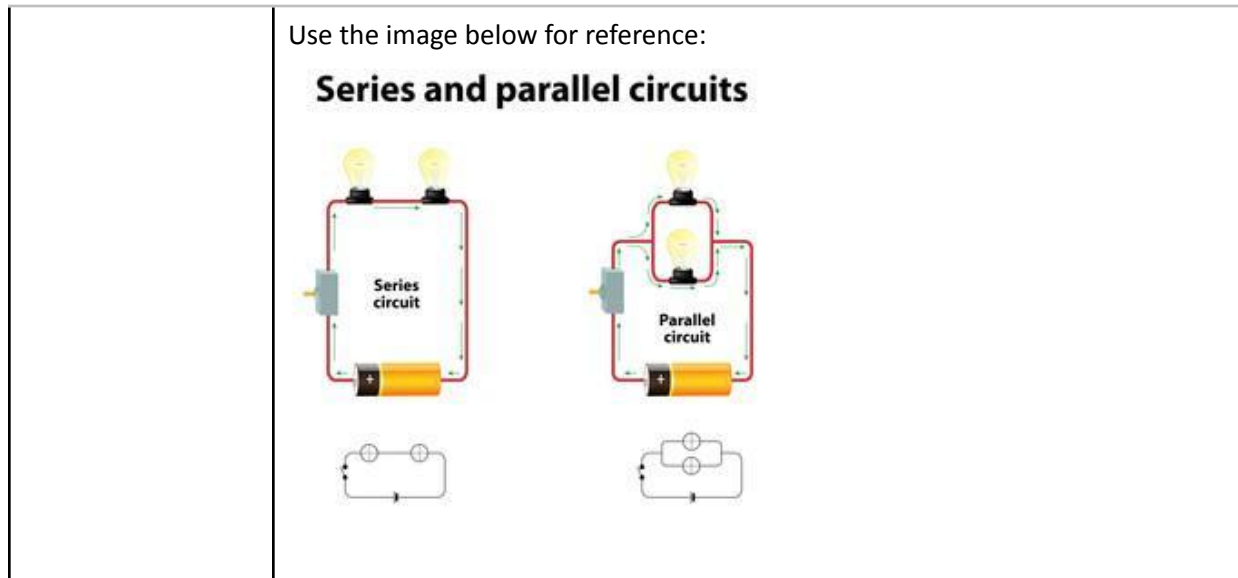 Use the image below for reference:
Series and parallel circuits
Series
circuit
Parallel
circuit
+
+